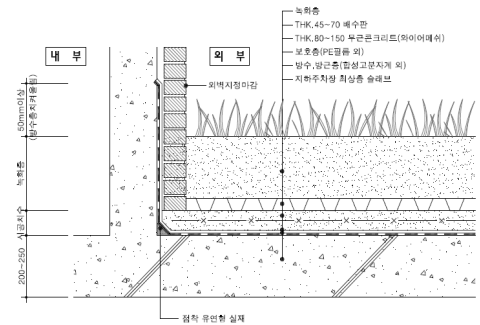 녹화층
THK.45~70 배수판
THK.80~150 무근콘크리트(와이어메쉬)
보호층(PE필름 외)
방수,방근층(합성고분자계 외)
지하주차장 최상층 슬래브
내 부
외 부
외벽지정마감
50mm이상
(방수층치켜올림)
녹화층
시공치수
200~250
점착 유연형 실재